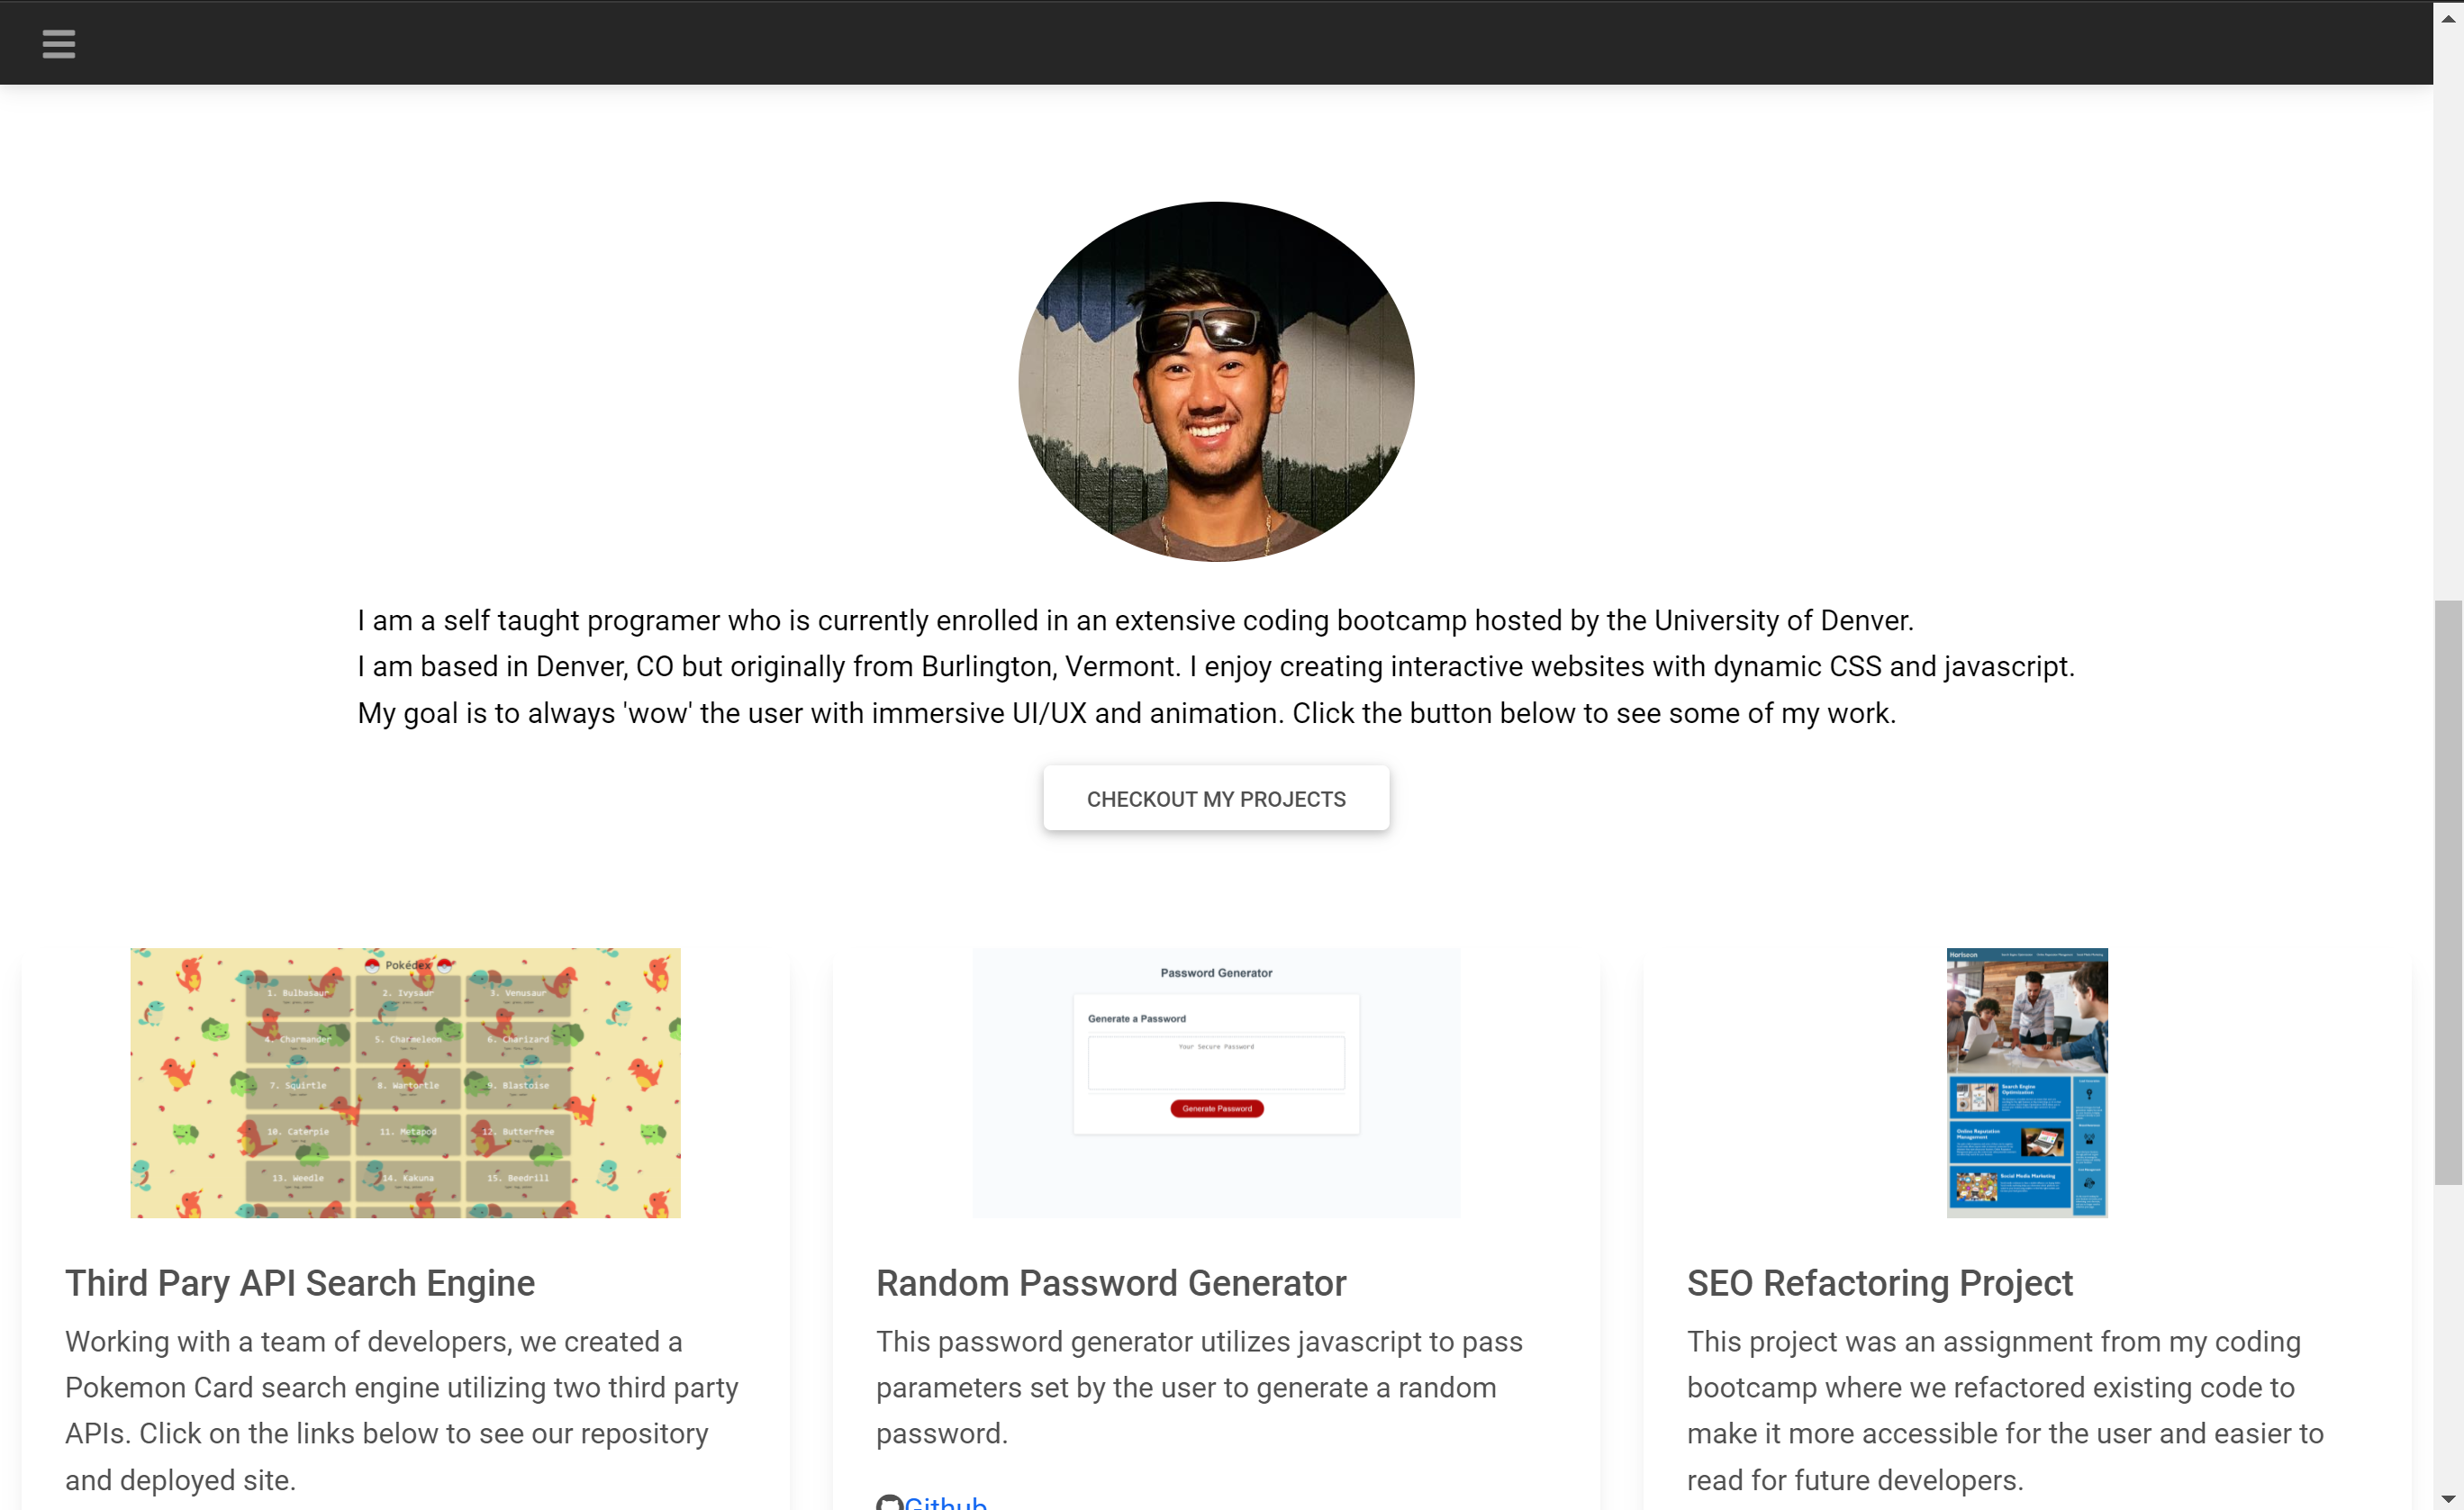 I am a self taught programer who is currently enrolled in an extensive coding bootcamp hosted by the University of Denver.
I am based in Denver, CO but originally from Burlington, Vermont. I enjoy creating interactive websites with dynamic CSS and javascript.
My goal is to always 'wow' the user with immersive UI/UX and animation. Click the button below to see some of my work.
CHECKOUT MY PROJECTS
Pokédex
1. Bulbasaur
2. Ivysaur
3. Venusaur
4. Charmander
5. Charmeleon
6. Charizard
7. Squirtle
8. Wartortle
9. Blastoise
10. Caterpie
11. Metapod
12. Butterfree
13. Weedle
14. Kakuna
15. Beedrill
Third Pary API Search Engine
Working with a team of developers, we created a
Pokemon Card search engine utilizing two third party
APIs. Click on the links below to see our repository
and deployed site.
Password Generator
Generate a Password
Your Secure Password
Generate Password
Random Password Generator
This password generator utilizes javascript to pass
parameters set by the user to generate a random
password.
Github
Horiseon
Search Engine
Optimization
Online Reputation
Management
Social Media Marketing
SEO Refactoring Project
This project was an assignment from my coding
bootcamp where we refactored existing code to
make it more accessible for the user and easier to
read for future developers.